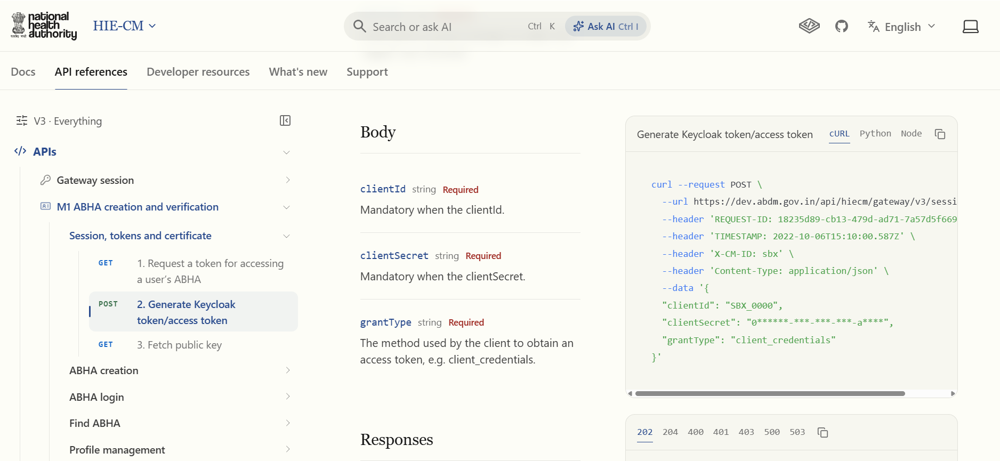 national
health
authority
HIE-CM
Search or ask AI
Ctrl K
Ask AI Ctrl I
English
Docs
API references
Developer resources
What's new
Support
V3 · Everything
APIs
Gateway session
M1 ABHA creation and verification
Session, tokens and certificate
GET 1. Request a token for accessing
a user’s ABHA
POST 2. Generate Keycloak
token/access token
GET 3. Fetch public key
ABHA creation
ABHA login
Find ABHA
Profile management
Body
clientId string Required
Mandatory when the clientId.
clientSecret string Required
Mandatory when the clientSecret.
grantType string Required
The method used by the client to obtain an
access token, e.g. client_credentials.
Responses
Generate Keycloak token/access token cURL Python Node
curl --request POST \
--url https://dev.abdm.gov.in/api/hiecm/gateway/v3/sessi
--header 'REQUEST-ID: 18235d89-cb13-479d-ad71-7a57d5f669
--header 'TIMESTAMP: 2022-10-06T15:10:00.587Z' \
--header 'X-CM-ID: sbx' \
--header 'Content-Type: application/json' \
--data '{
"clientId": "SBX_0000",
"clientSecret": "0******-***-***-***-a****",
"grantType": "client_credentials"
}'
202 204 400 401 403 500 503